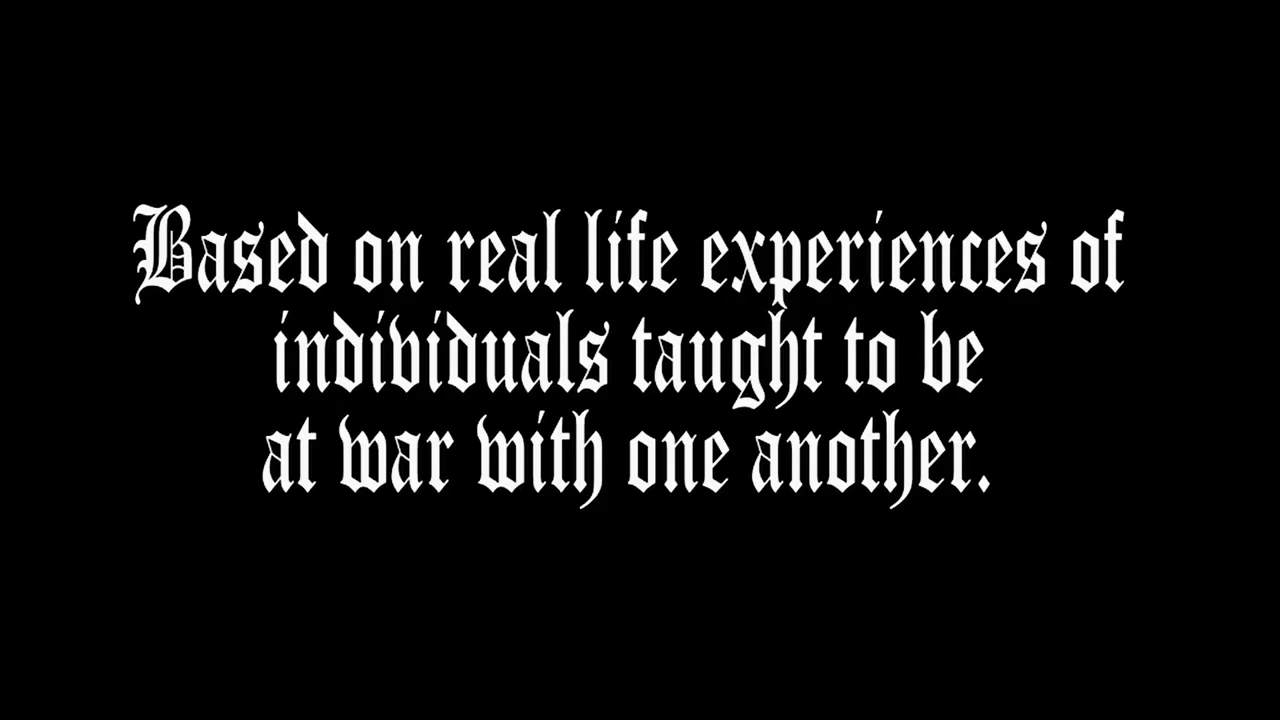 Based on real life experiences of
individuals taught to be
at war with one another.